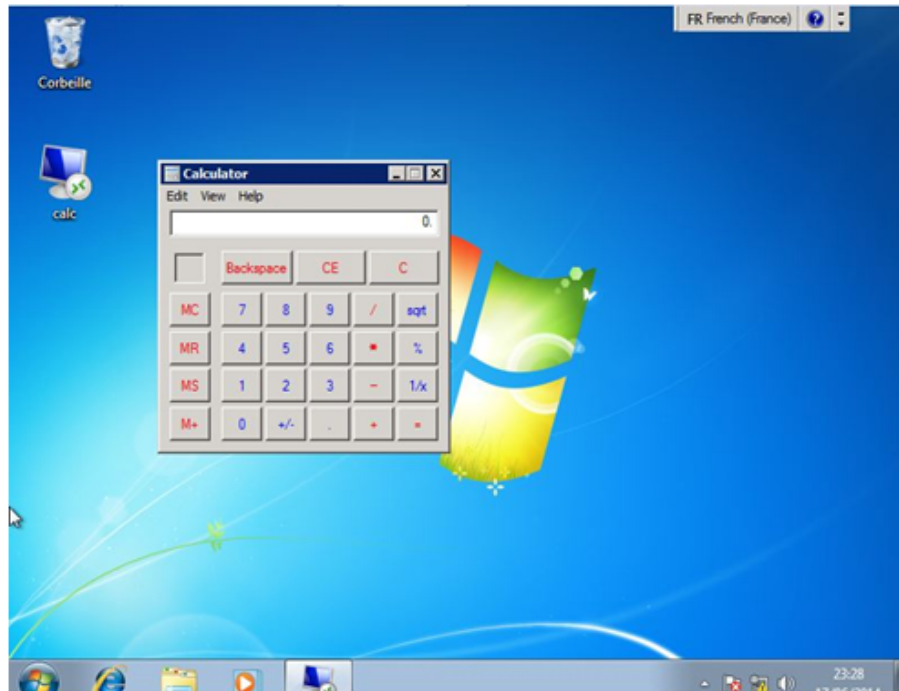 FR French (France)
Corbeille
calc
Calculator
Edit View Help
0.
Backspace CE C
MC 7 8 9 / sqrt
MR 4 5 6 * %
MS 1 2 3 - 1/x
M+ 0 +/- . + =
23:28